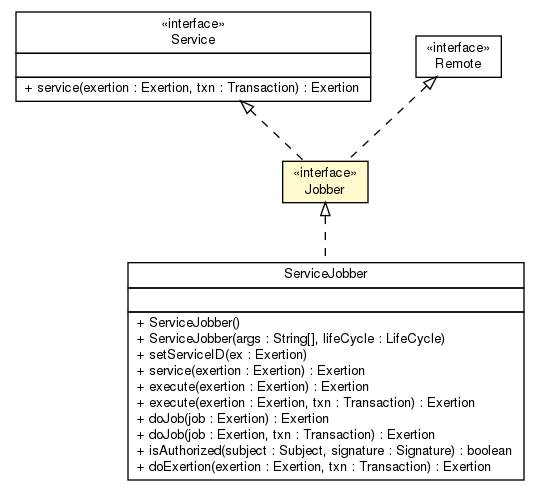 «interface»
Service
+ service(exertion : Exertion, txn : Transaction) : Exertion
«interface»
Remote
«interface»
Jobber
ServiceJobber
+ ServiceJobber()
+ ServiceJobber(args : String[], lifeCycle : LifeCycle)
+ setServiceID(ex : Exertion)
+ service(exertion : Exertion) : Exertion
+ execute(exertion : Exertion) : Exertion
+ execute(exertion : Exertion, txn : Transaction) : Exertion
+ doJob(job : Exertion) : Exertion
+ doJob(job : Exertion, txn : Transaction) : Exertion
+ isAuthorized(subject : Subject, signature : Signature) : boolean
+ doExertion(exertion : Exertion, txn : Transaction) : Exertion